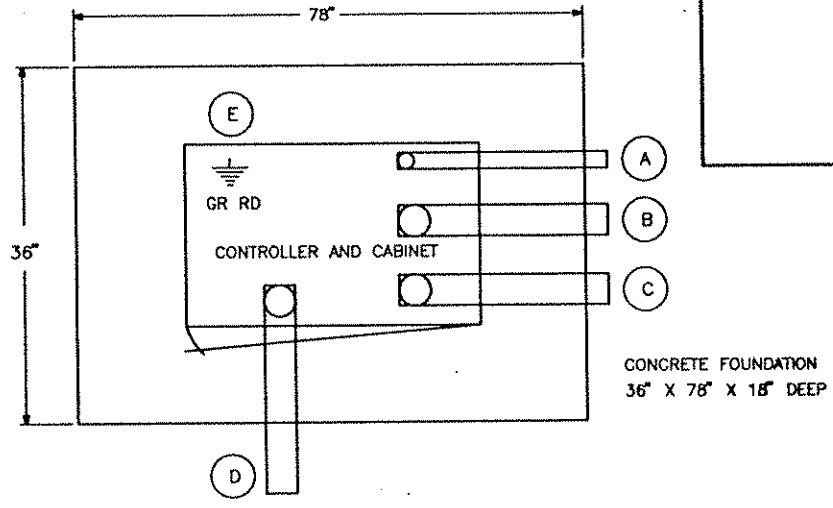 78"
E
A
GR RD
B
36"
CONTROLLER AND CABINET
C
CONCRETE FOUNDATION
36" X 78" X 18" DEEP
D